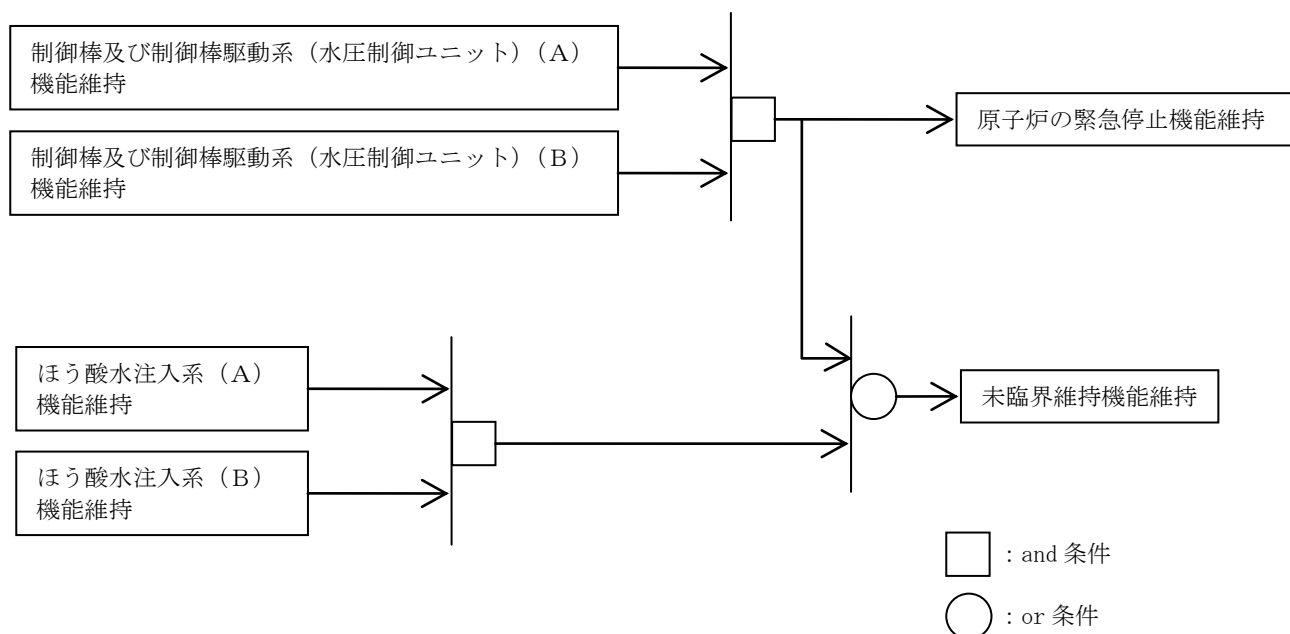 制御棒及び制御棒駆動系(水圧制御ユニット)(A)
機能維持
制御棒及び制御棒駆動系(水圧制御ユニット)(B)
機能維持
原子炉の緊急停止機能維持
ほう酸水注入系(A)
機能維持
ほう酸水注入系(B)
機能維持
未臨界維持機能維持
:and 条件
:or 条件